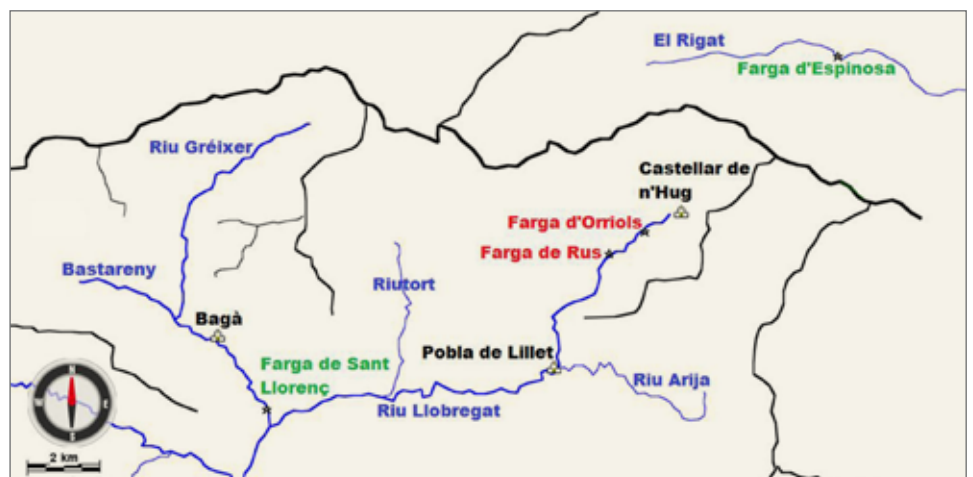 El Rigat
Farga d'Espinosa
Riu Gréixer
Castellar de
n'Hug
Farga d'Orriols
Farga de Rus
Bastareny
Riutort
Bagà
Pobla de Lillet
Farga de Sant
Llorenç
Riu Arija
Riu Llobregat
N
W
E
S
2 km